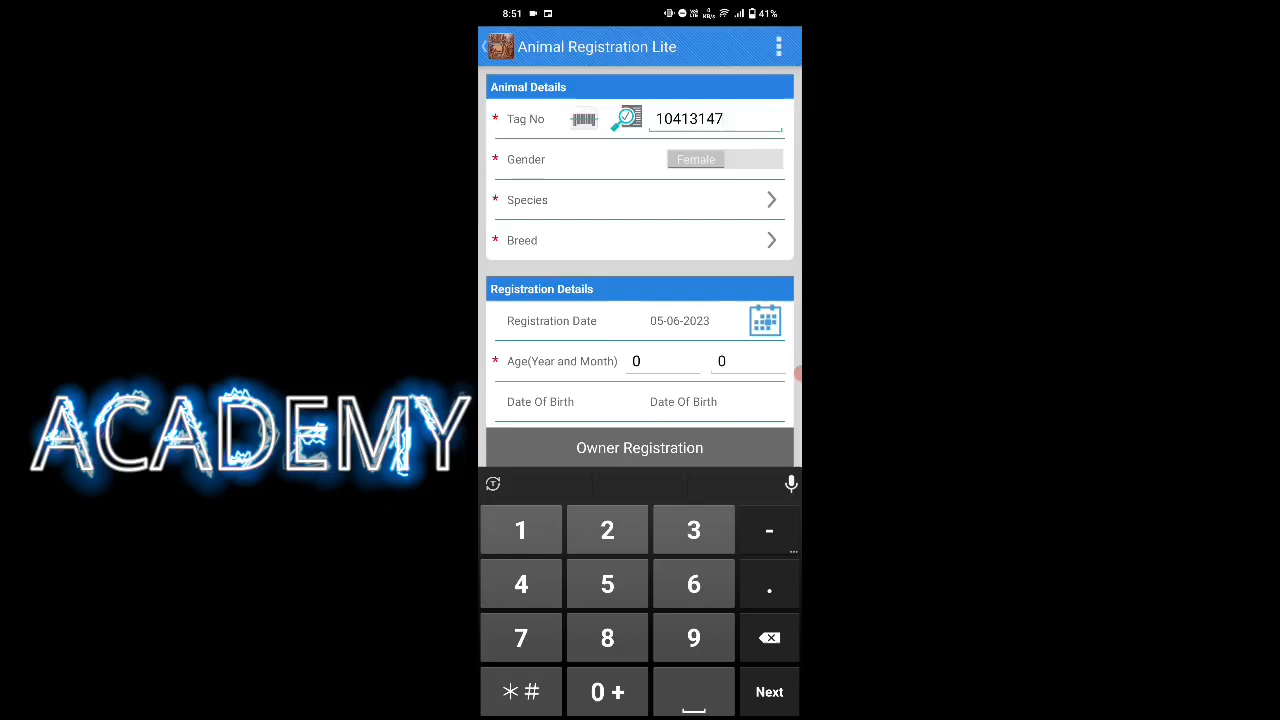 8:51 41%
Animal Registration Lite
Animal Details
* Tag No 10413147
* Gender Female
* Species
* Breed
Registration Details
Registration Date 05-06-2023
* Age(Year and Month) 0 0
Date Of Birth Date Of Birth
ACADEMY
Owner Registration
1 2 3 -
4 5 6 .
7 8 9
*# 0 + Next